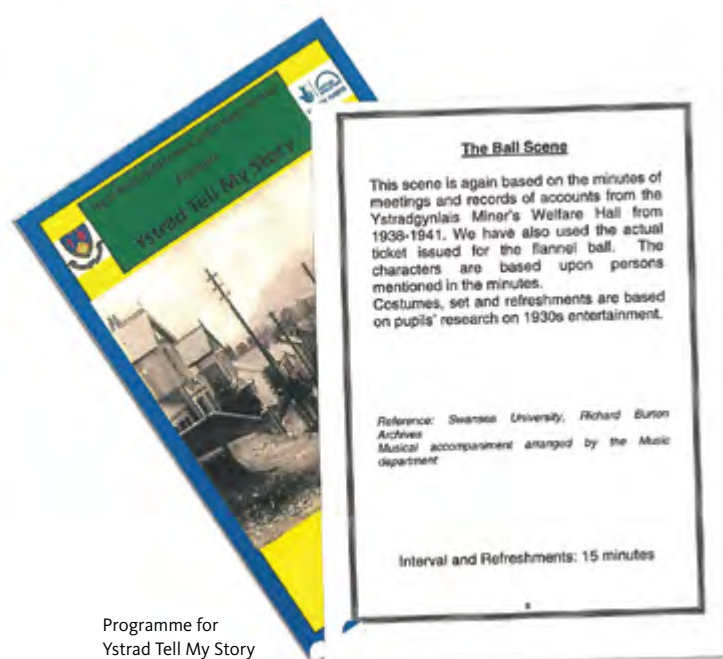 Presents
Ystrad Tell My Story
The Ball Scene
This scene is again based on the minutes of
meetings and records of accounts from the
Ystradgynlais Miner's Welfare Hall from
1938-1941. We have also used the actual
ticket issued for the flannel ball. The
characters are based upon persons
mentioned in the minutes.
Costumes, set and refreshments are based
on pupils' research on 1930s entertainment.
Reference: Swansea University, Richard Burton
Archives
Musical accompaniment arranged by the Music
department
Interval and Refreshments: 15 minutes
Programme for
Ystrad Tell My Story